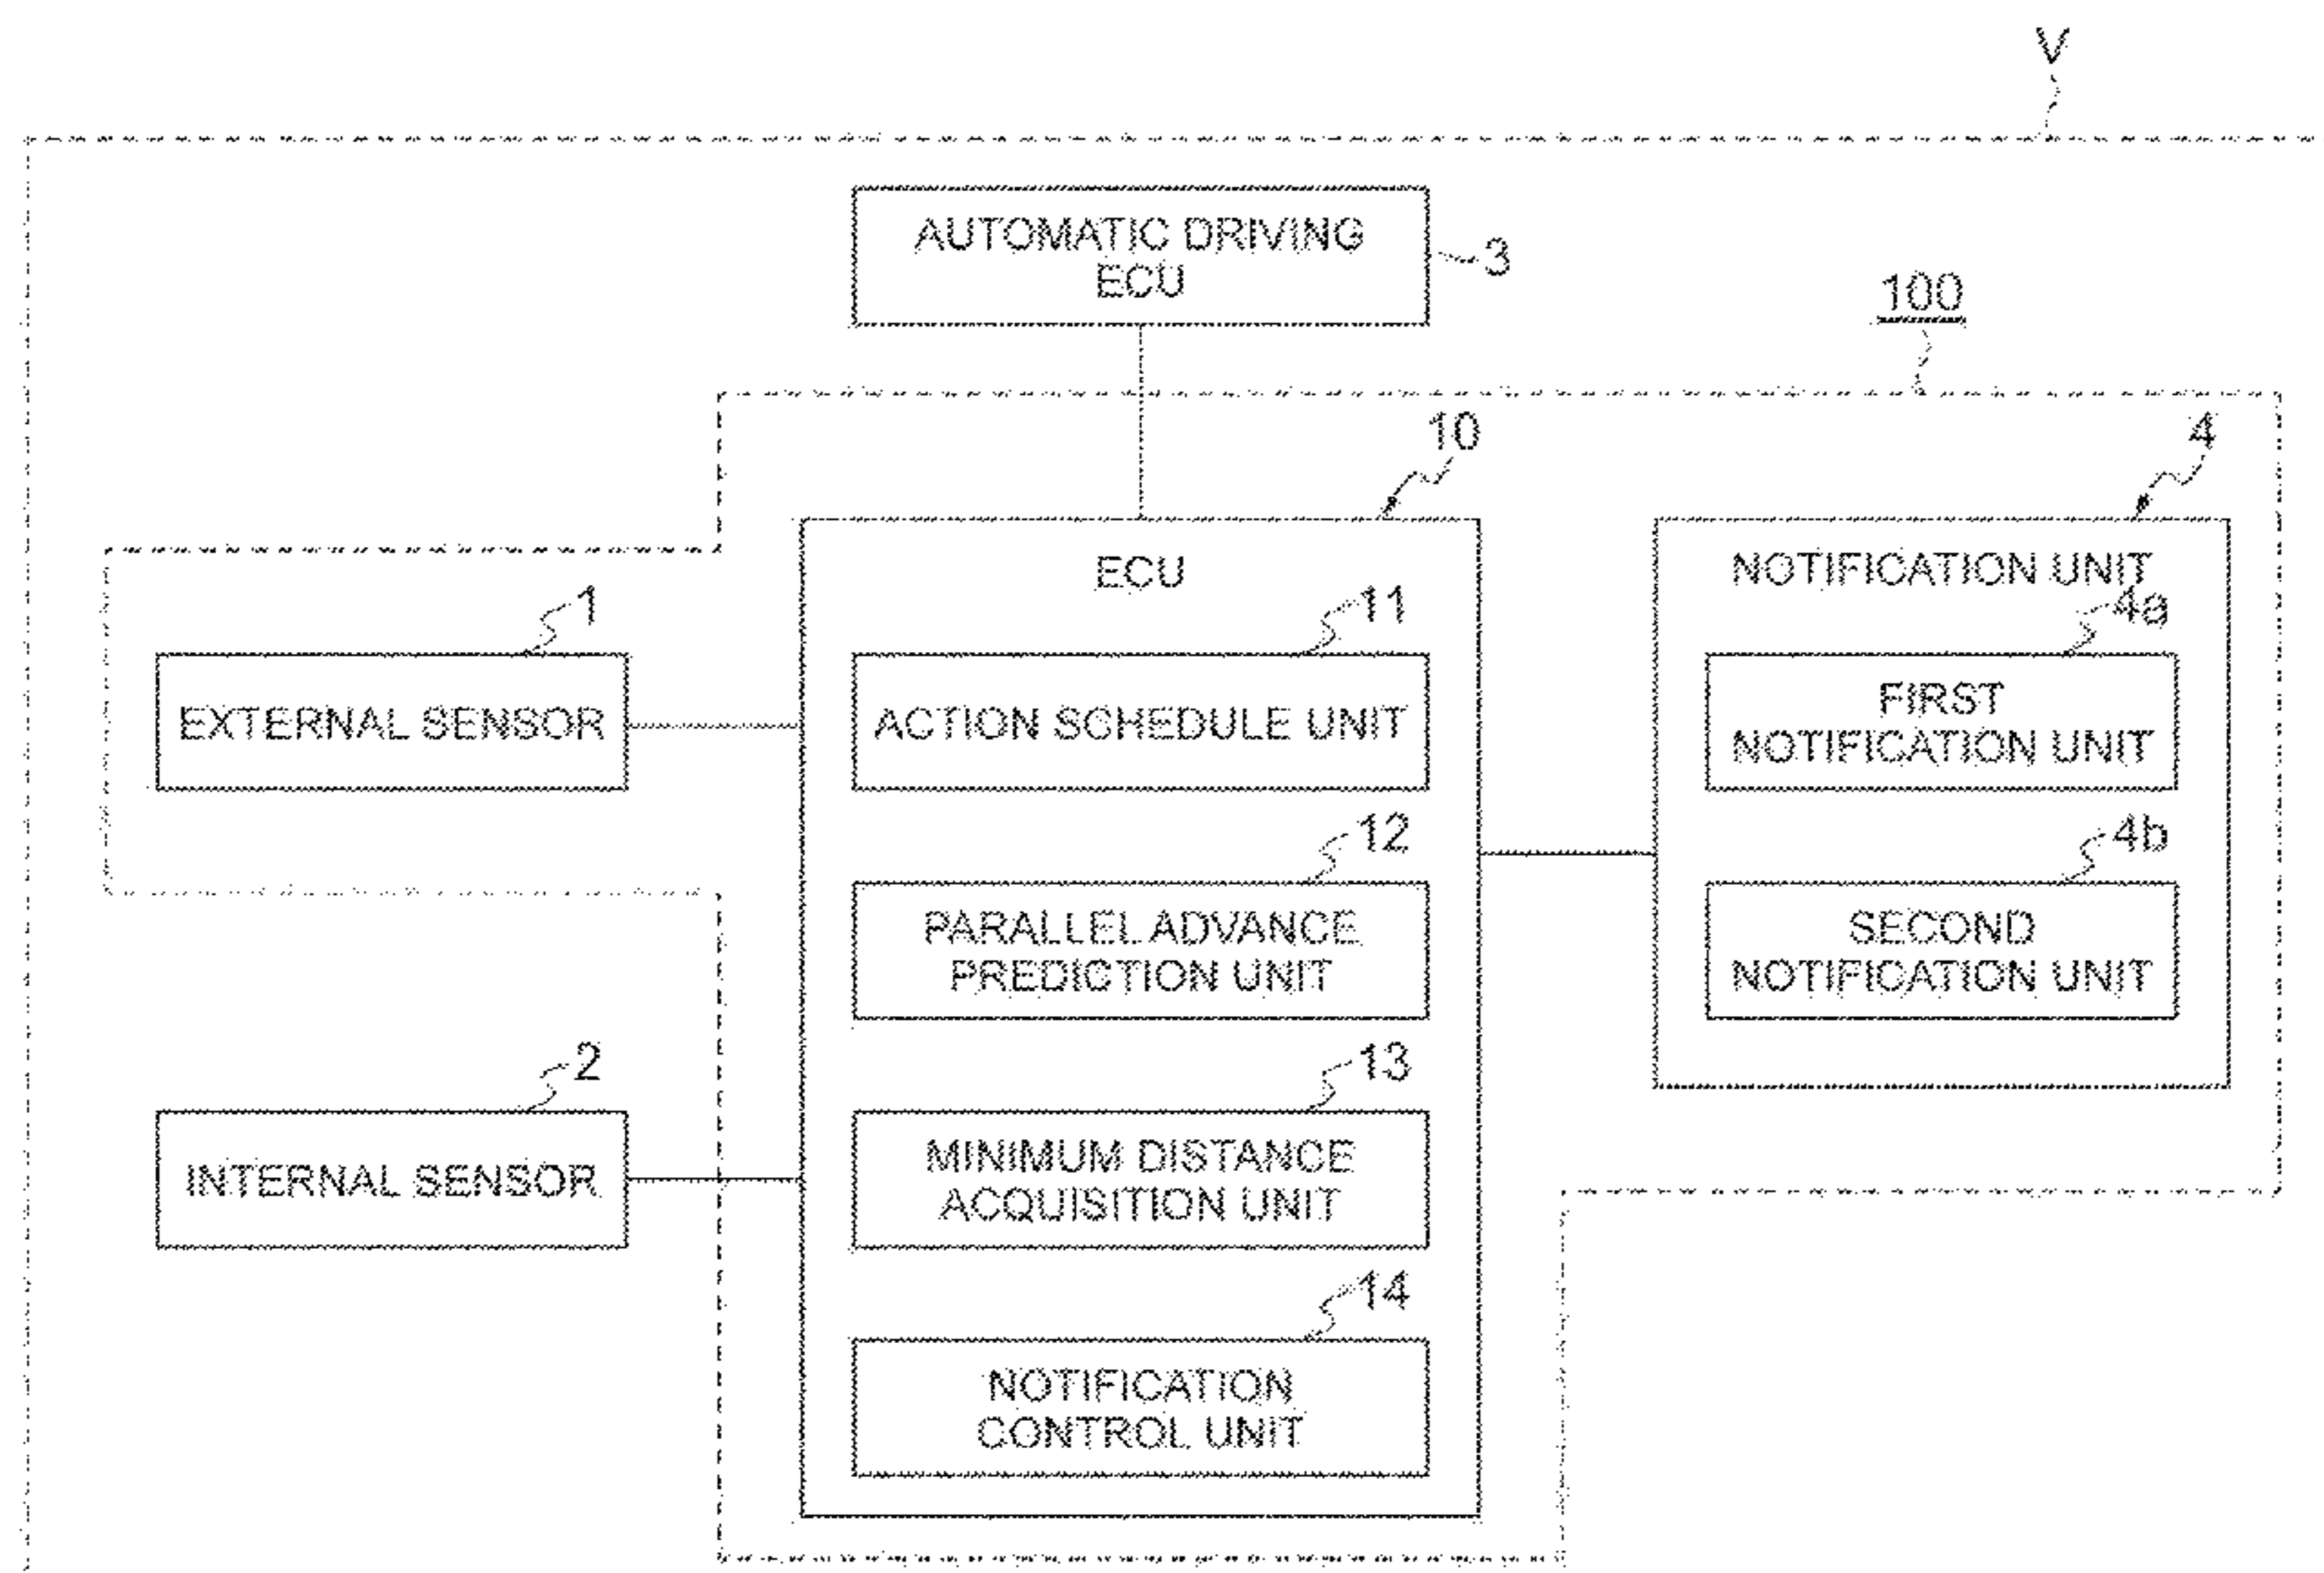 V
AUTOMATIC DRIVING
ECU
3
100
10
4
ECU
NOTIFICATION UNIT
1
11
4a
EXTERNAL SENSOR
ACTION SCHEDULE UNIT
FIRST
NOTIFICATION UNIT
12
4b
PARALLEL ADVANCE
PREDICTION UNIT
SECOND
NOTIFICATION UNIT
2
13
INTERNAL SENSOR
MINIMUM DISTANCE
ACQUISITION UNIT
14
NOTIFICATION
CONTROL UNIT